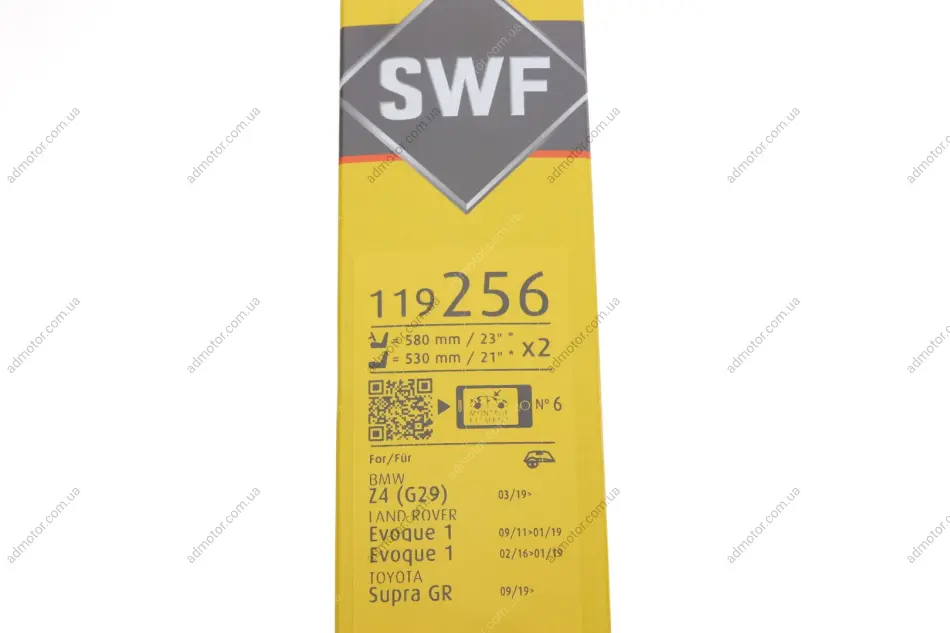 SWF
119 256
= 580 mm / 23" *
= 530 mm / 21" * x2
N° 6
For/Für
BMW
Z4 (G29) 03/19>
LAND ROVER
Evoque 1 09/11>01/19
Evoque 1 02/16>01/19
TOYOTA
Supra GR 09/19>
admotor.com.ua